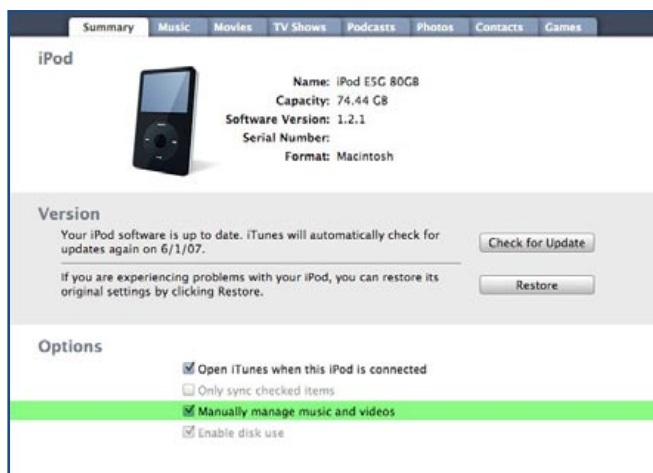 Summary Music Movies TV Shows Podcasts Photos Contacts Games
iPod
Name: iPod E5G 80GB
Capacity: 74.44 GB
Software Version: 1.2.1
Serial Number:
Format: Macintosh
Version
Your iPod software is up to date. iTunes will automatically check for
updates again on 6/1/07.
Check for Update
If you are experiencing problems with your iPod, you can restore its
original settings by clicking Restore.
Restore
Options
Open iTunes when this iPod is connected
Only sync checked items
Manually manage music and videos
Enable disk use